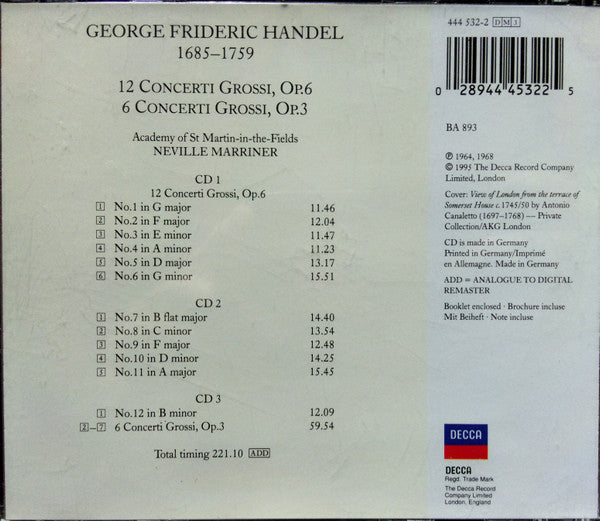 GEORGE FRIDERIC HANDEL
1685–1759
12 CONCERTI GROSSI, OP.6
6 CONCERTI GROSSI, OP.3
Academy of St Martin-in-the-Fields
NEVILLE MARRINER
CD 1
12 Concerti Grossi, Op.6
1 No.1 in G major 11.46
2 No.2 in F major 12.04
3 No.3 in E minor 11.47
4 No.4 in A minor 11.23
5 No.5 in D major 13.17
6 No.6 in G minor 15.51
CD 2
1 No.7 in B flat major 14.40
2 No.8 in C minor 13.54
3 No.9 in F major 12.48
4 No.10 in D minor 14.25
5 No.11 in A major 15.45
CD 3
1 No.12 in B minor 12.09
2–7 6 Concerti Grossi, Op.3 59.54
Total timing 221.10 ADD
444 532-2 DM3
0 28944 45322 5
BA 893
℗ 1964, 1968
© 1995 The Decca Record Company
Limited, London
Cover: View of London from the terrace of
Somerset House c.1745/50 by Antonio
Canaletto (1697–1768) — Private
Collection/AKG London
CD is made in Germany
Printed in Germany/Imprimé
en Allemagne. Made in Germany
ADD = ANALOGUE TO DIGITAL
REMASTER
Booklet enclosed · Brochure incluse
Mit Beiheft · Note incluse
DECCA
DECCA
Regd. Trade Mark
The Decca Record
Company Limited
London, England